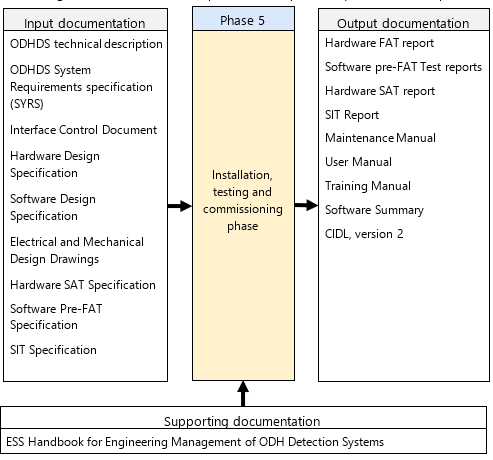 Input documentation
ODHDS technical description
ODHDS System
Requirements specification
(SYRS)
Interface Control Document
Hardware Design
Specification
Software Design
Specification
Electrical and Mechanical
Design Drawings
Hardware SAT Specification
Software Pre-FAT
Specification
SIT Specification
Phase 5
Installation,
testing and
commissioning
phase
Output documentation
Hardware FAT report
Software pre-FAT Test reports
Hardware SAT report
SIT Report
Maintenance Manual
User Manual
Training Manual
Software Summary
CIDL, version 2
Supporting documentation
ESS Handbook for Engineering Management of ODH Detection Systems